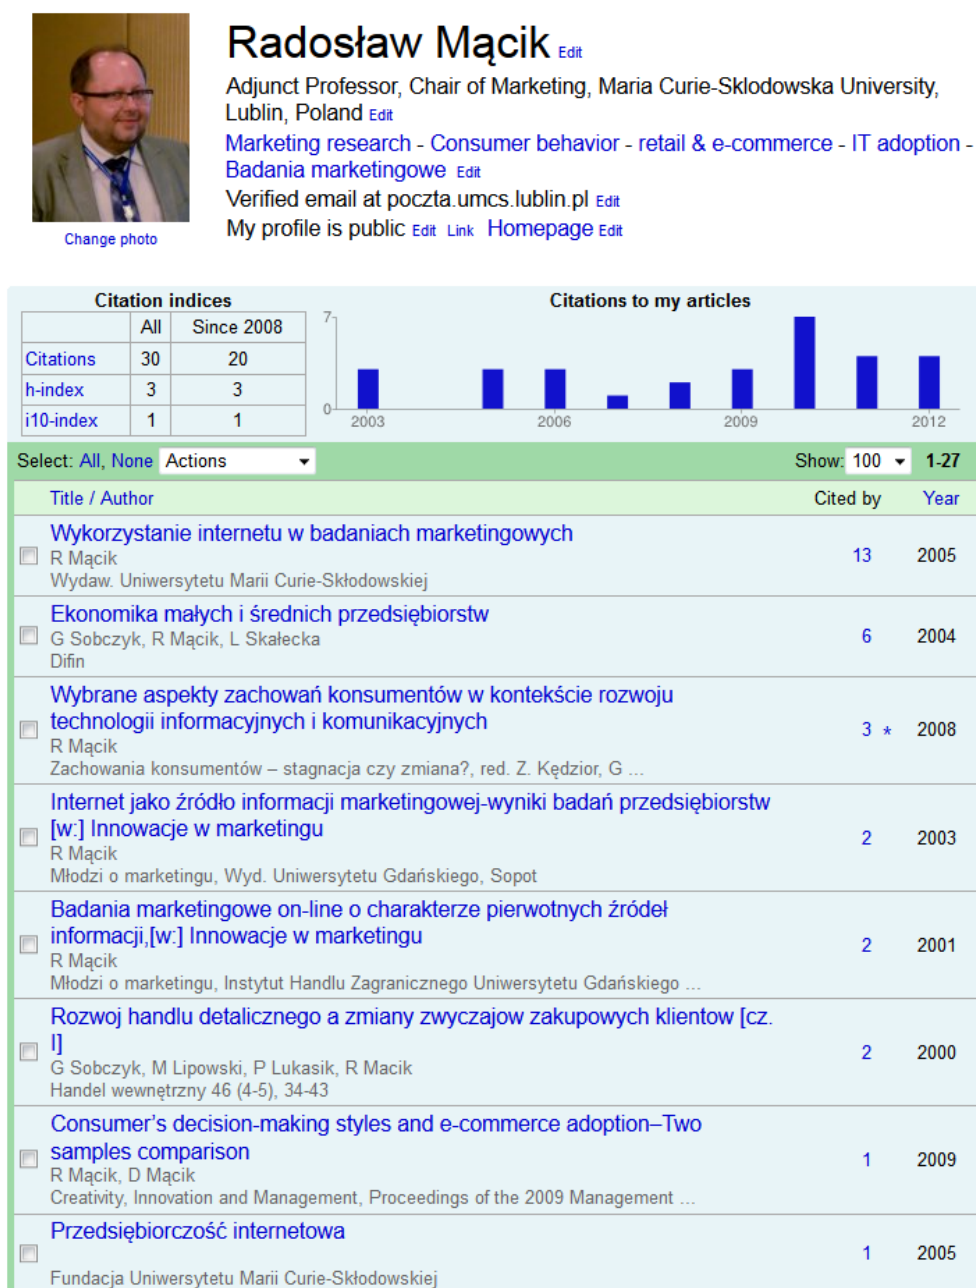 Radosław Mącik Edit
Adjunct Professor, Chair of Marketing, Maria Curie-Sklodowska University,
Lublin, Poland Edit
Marketing research - Consumer behavior - retail & e-commerce - IT adoption -
Badania marketingowe Edit
Verified email at poczta.umcs.lublin.pl Edit
My profile is public Edit Link Homepage Edit
Change photo
Citation indices
All Since 2008
Citations 30 20
h-index 3 3
i10-index 1 1
Citations to my articles
7
0
2003 2006 2009 2012
Select: All, None Actions Show: 100 1-27
Title / Author Cited by Year
Wykorzystanie internetu w badaniach marketingowych
R Mącik
Wydaw. Uniwersytetu Marii Curie-Skłodowskiej
13 2005
Ekonomika małych i średnich przedsiębiorstw
G Sobczyk, R Mącik, L Skałecka
Difin
6 2004
Wybrane aspekty zachowań konsumentów w kontekście rozwoju
technologii informacyjnych i komunikacyjnych
R Mącik
Zachowania konsumentów – stagnacja czy zmiana?, red. Z. Kędzior, G ...
3 * 2008
Internet jako źródło informacji marketingowej-wyniki badań przedsiębiorstw
[w:] Innowacje w marketingu
R Mącik
Młodzi o marketingu, Wyd. Uniwersytetu Gdańskiego, Sopot
2 2003
Badania marketingowe on-line o charakterze pierwotnych źródeł
informacji,[w:] Innowacje w marketingu
R Mącik
Młodzi o marketingu, Instytut Handlu Zagranicznego Uniwersytetu Gdańskiego ...
2 2001
Rozwoj handlu detalicznego a zmiany zwyczajow zakupowych klientow [cz.
I]
G Sobczyk, M Lipowski, P Lukasik, R Macik
Handel wewnętrzny 46 (4-5), 34-43
2 2000
Consumer’s decision-making styles and e-commerce adoption–Two
samples comparison
R Mącik, D Mącik
Creativity, Innovation and Management, Proceedings of the 2009 Management ...
1 2009
Przedsiębiorczość internetowa
Fundacja Uniwersytetu Marii Curie-Skłodowskiej
1 2005